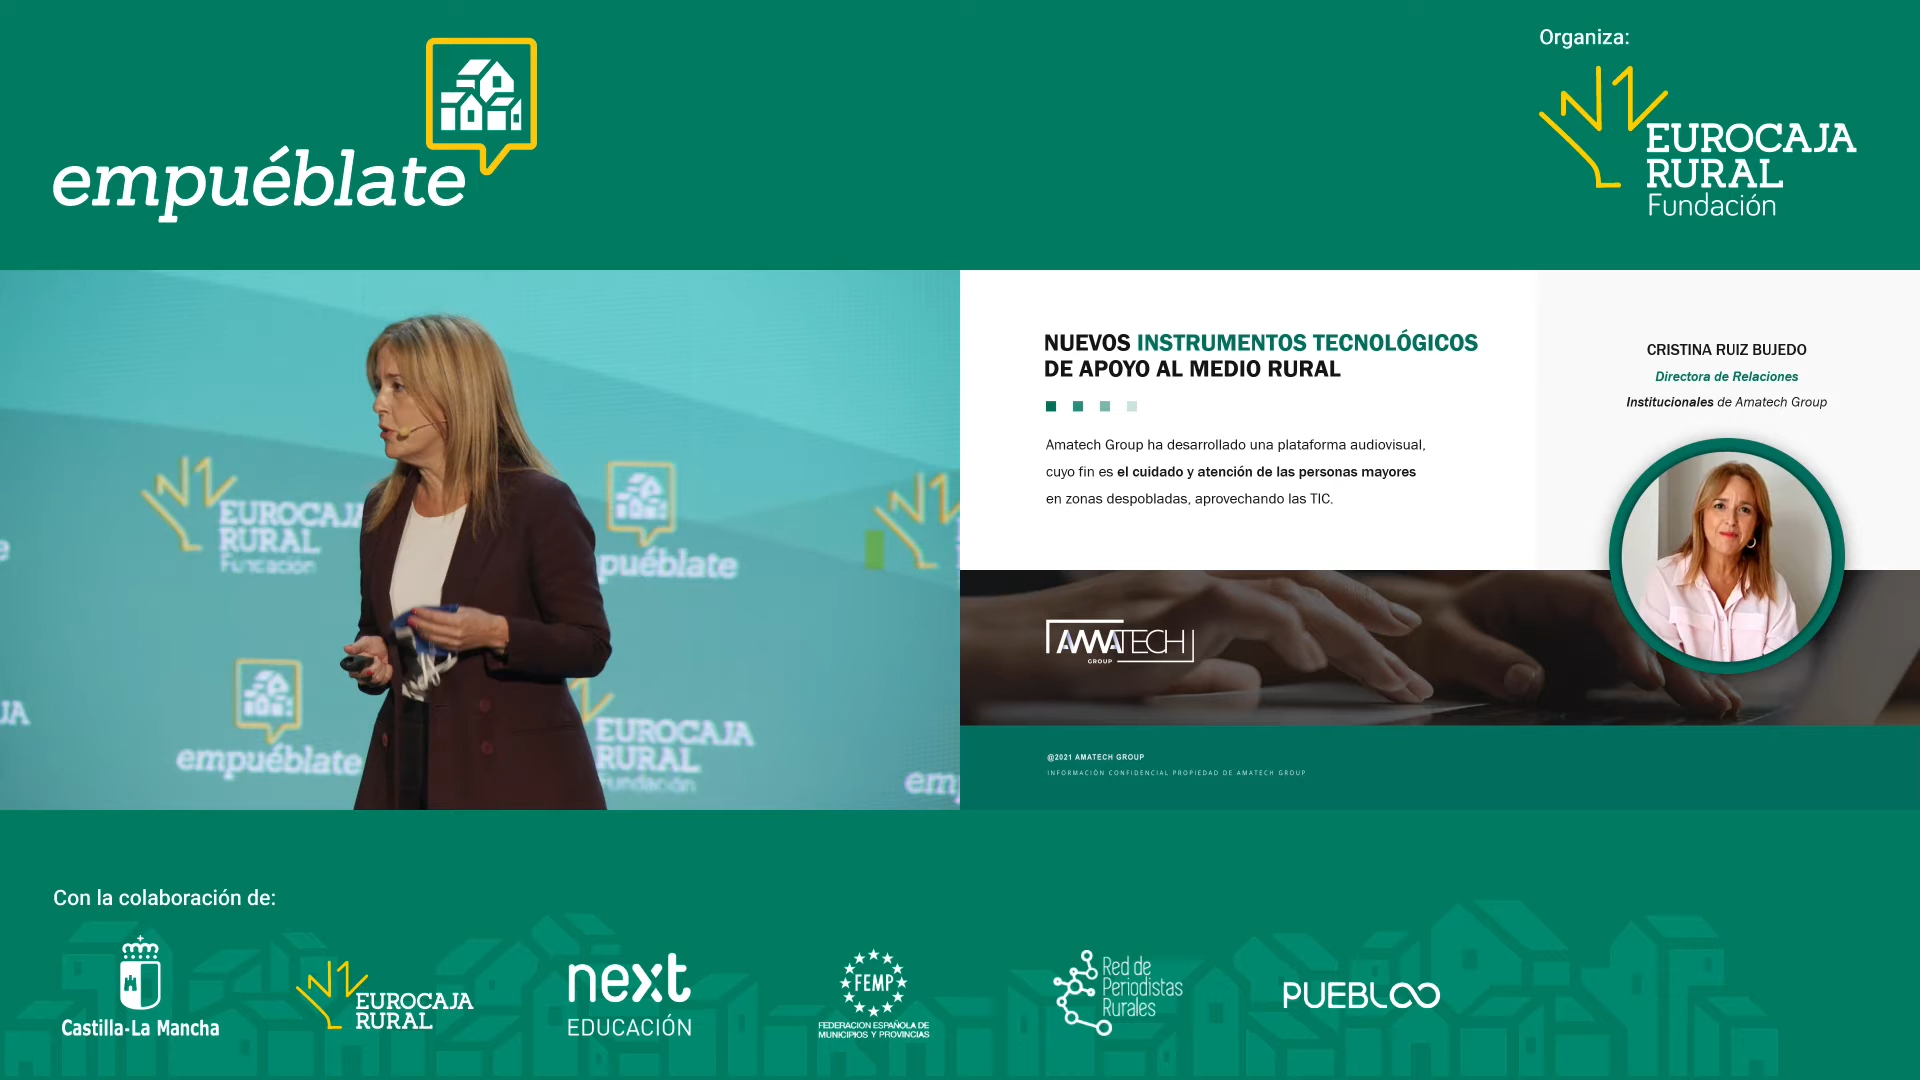 empuéblate
Organiza:
EUROCAJA
RURAL
Fundación
EUROCAJA
RURAL
Fundación
puéblate
JA
empuéblate
EUROCAJA
RURAL
Fundación
em
NUEVOS INSTRUMENTOS TECNOLÓGICOS
DE APOYO AL MEDIO RURAL
Amatech Group ha desarrollado una plataforma audiovisual,
cuyo fin es el cuidado y atención de las personas mayores
en zonas despobladas, aprovechando las TIC.
CRISTINA RUIZ BUJEDO
Directora de Relaciones
Institucionales de Amatech Group
AMATECH
GROUP
@2021 AMATECH GROUP
INFORMACIÓN CONFIDENCIAL PROPIEDAD DE AMATECH GROUP
Con la colaboración de:
Castilla-La Mancha
EUROCAJA
RURAL
next
EDUCACIÓN
FEMP
FEDERACION ESPAÑOLA DE
MUNICIPIOS Y PROVINCIAS
Red de
Periodistas
Rurales
PUEBLOO